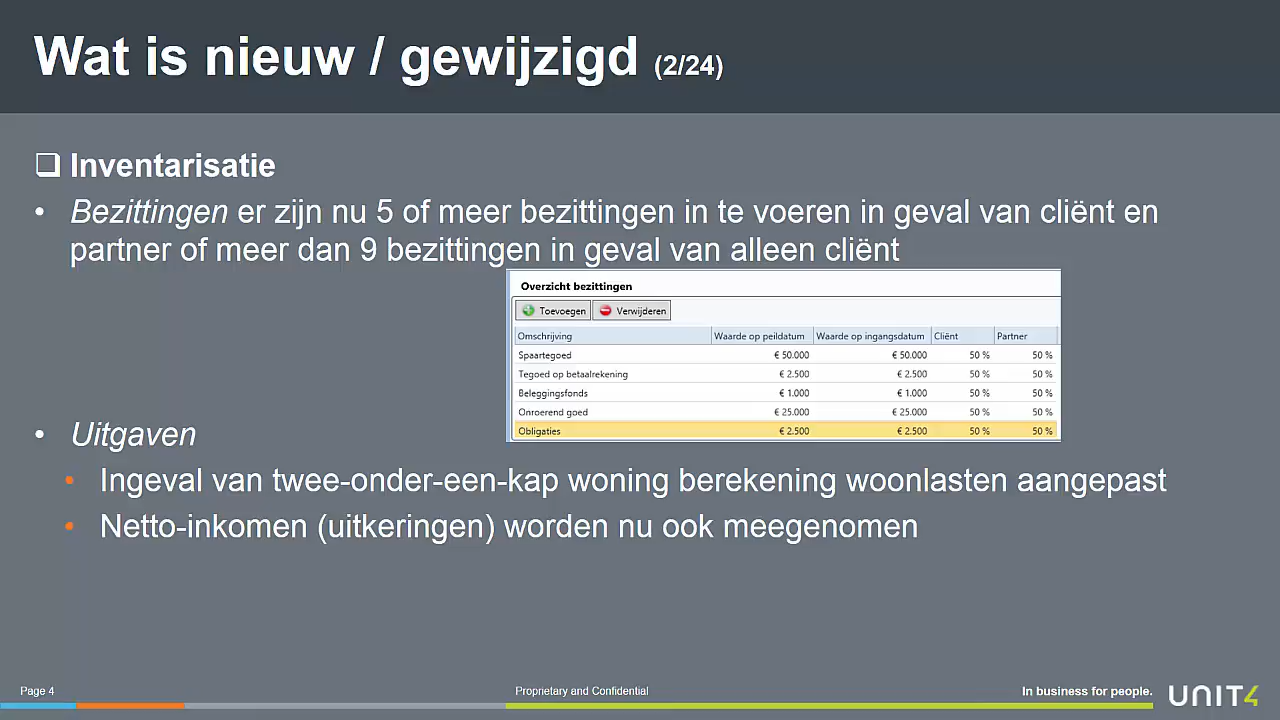 Wat is nieuw / gewijzigd (2/24)
Inventarisatie
• Bezittingen er zijn nu 5 of meer bezittingen in te voeren in geval van cliënt en
partner of meer dan 9 bezittingen in geval van alleen cliënt
Overzicht bezittingen
Toevoegen Verwijderen
Omschrijving Waarde op peildatum Waarde op ingangsdatum Cliënt Partner
Spaartegoed € 50.000 € 50.000 50 % 50 %
Tegoed op betaalrekening € 2.500 € 2.500 50 % 50 %
Beleggingsfonds € 1.000 € 1.000 50 % 50 %
Onroerend goed € 25.000 € 25.000 50 % 50 %
Obligaties € 2.500 € 2.500 50 % 50 %
• Uitgaven
• Ingeval van twee-onder-een-kap woning berekening woonlasten aangepast
• Netto-inkomen (uitkeringen) worden nu ook meegenomen
Page 4 Proprietary and Confidential In business for people. UNIT4